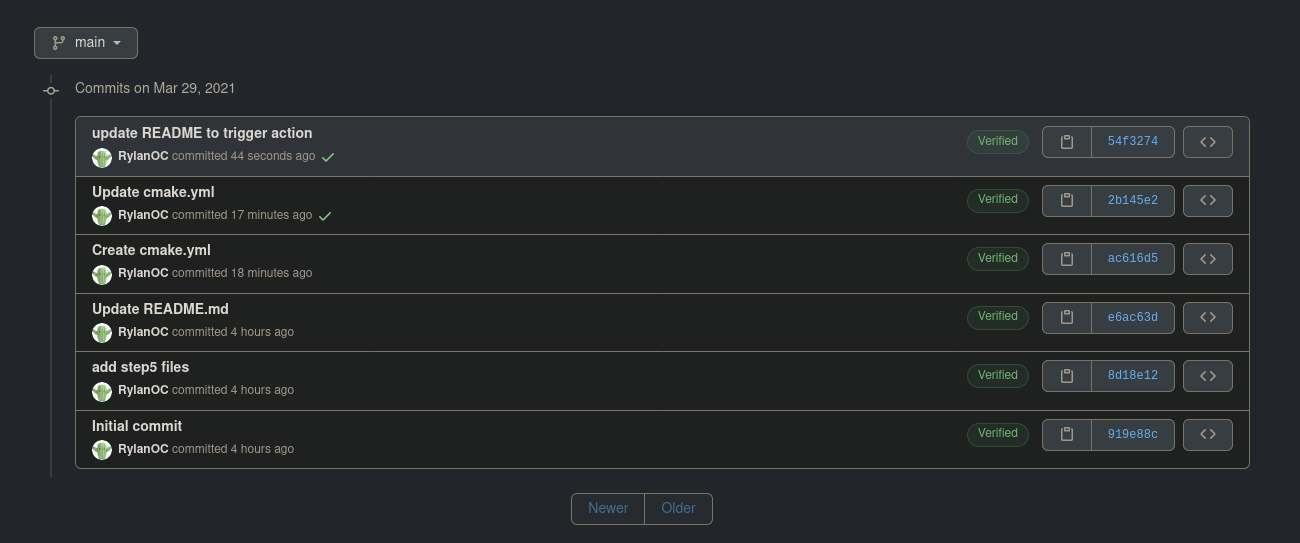 main
Commits on Mar 29, 2021
update README to trigger action
RylanOC committed 44 seconds ago
Verified
54f3274
Update cmake.yml
RylanOC committed 17 minutes ago
Verified
2b145e2
Create cmake.yml
RylanOC committed 18 minutes ago
Verified
ac616d5
Update README.md
RylanOC committed 4 hours ago
Verified
e6ac63d
add step5 files
RylanOC committed 4 hours ago
Verified
8d18e12
Initial commit
RylanOC committed 4 hours ago
Verified
919e88c
Newer
Older